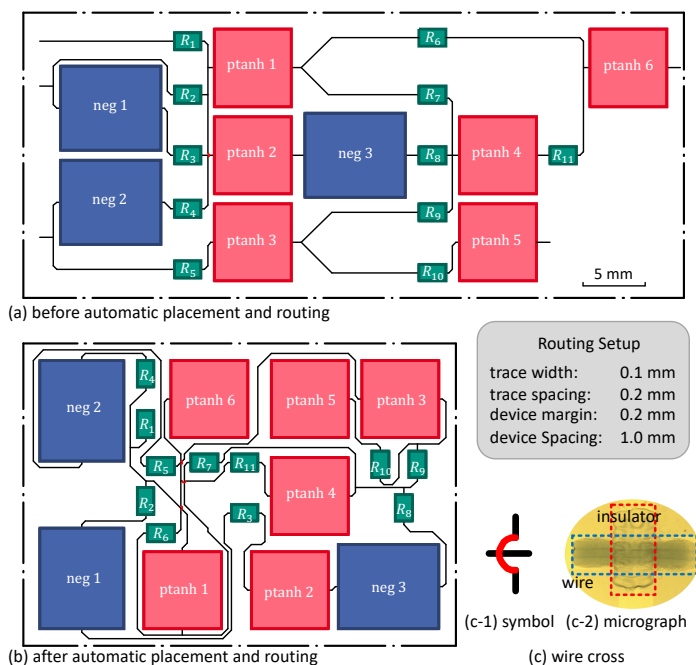 R1
ptanh 1
R6
ptanh 6
neg 1
R2
R7
R3
ptanh 2
neg 3
R8
ptanh 4
R11
neg 2
R4
ptanh 3
R9
ptanh 5
R5
R10
5 mm
(a) before automatic placement and routing
neg 2
R4
ptanh 6
ptanh 5
ptanh 3
R1
R5
R7
R11
R10
R9
R2
ptanh 4
R3
R8
R6
neg 1
ptanh 1
ptanh 2
neg 3
(b) after automatic placement and routing
Routing Setup
trace width: 0.1 mm
trace spacing: 0.2 mm
device margin: 0.2 mm
device Spacing: 1.0 mm
insulator
wire
(c-1) symbol
(c-2) micrograph
(c) wire cross